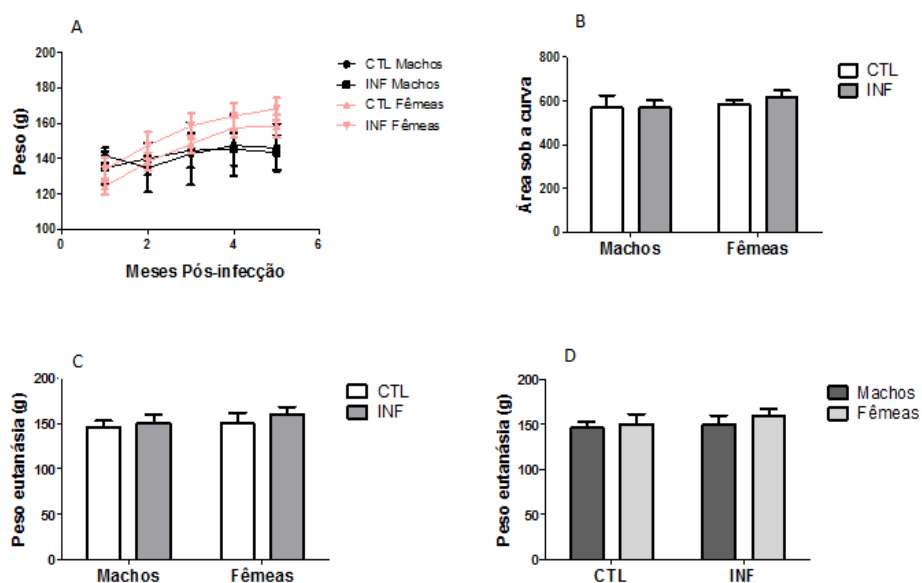 A
200
180
160
140
120
100
0
2
4
6
Peso (g)
Meses Pós-infecção
CTL Machos
INF Machos
CTL Fêmeas
INF Fêmeas
B
800
600
400
200
0
Área sob a curva
Machos
Fêmeas
CTL
INF
C
200
150
100
50
0
Peso eutanásia (g)
Machos
Fêmeas
CTL
INF
D
200
150
100
50
0
Peso eutanásia (g)
CTL
INF
Machos
Fêmeas